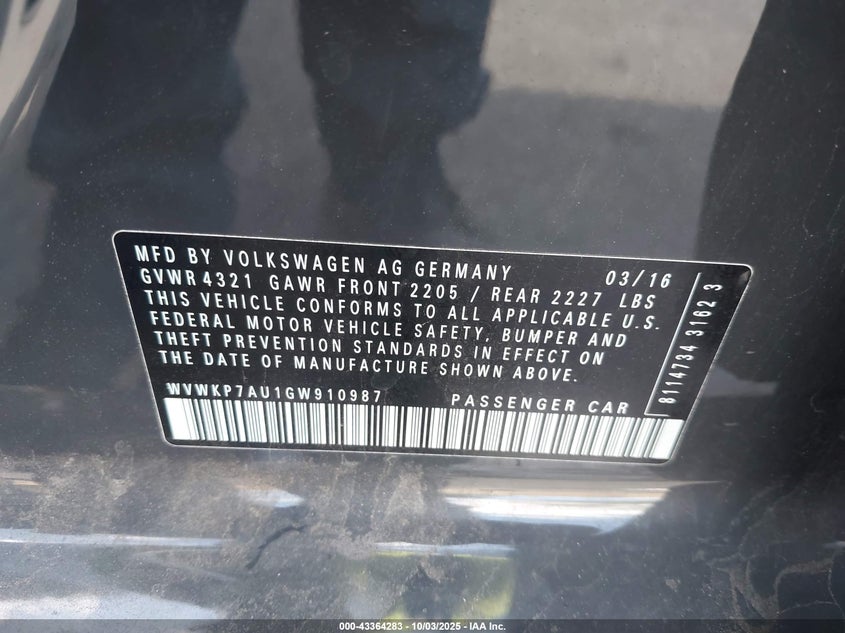 MFD BY VOLKSWAGEN AG GERMANY 03/16
GVWR 4321 GAWR FRONT 2205 / REAR 2227 LBS
THIS VEHICLE CONFORMS TO ALL APPLICABLE U.S.
FEDERAL MOTOR VEHICLE SAFETY, BUMPER AND
THEFT PREVENTION STANDARDS IN EFFECT ON
THE DATE OF MANUFACTURE SHOWN ABOVE.
WVWKP7AU1GW910987 PASSENGER CAR
8114734 31623
000-43364283 - 10/03/2025 - IAA Inc.